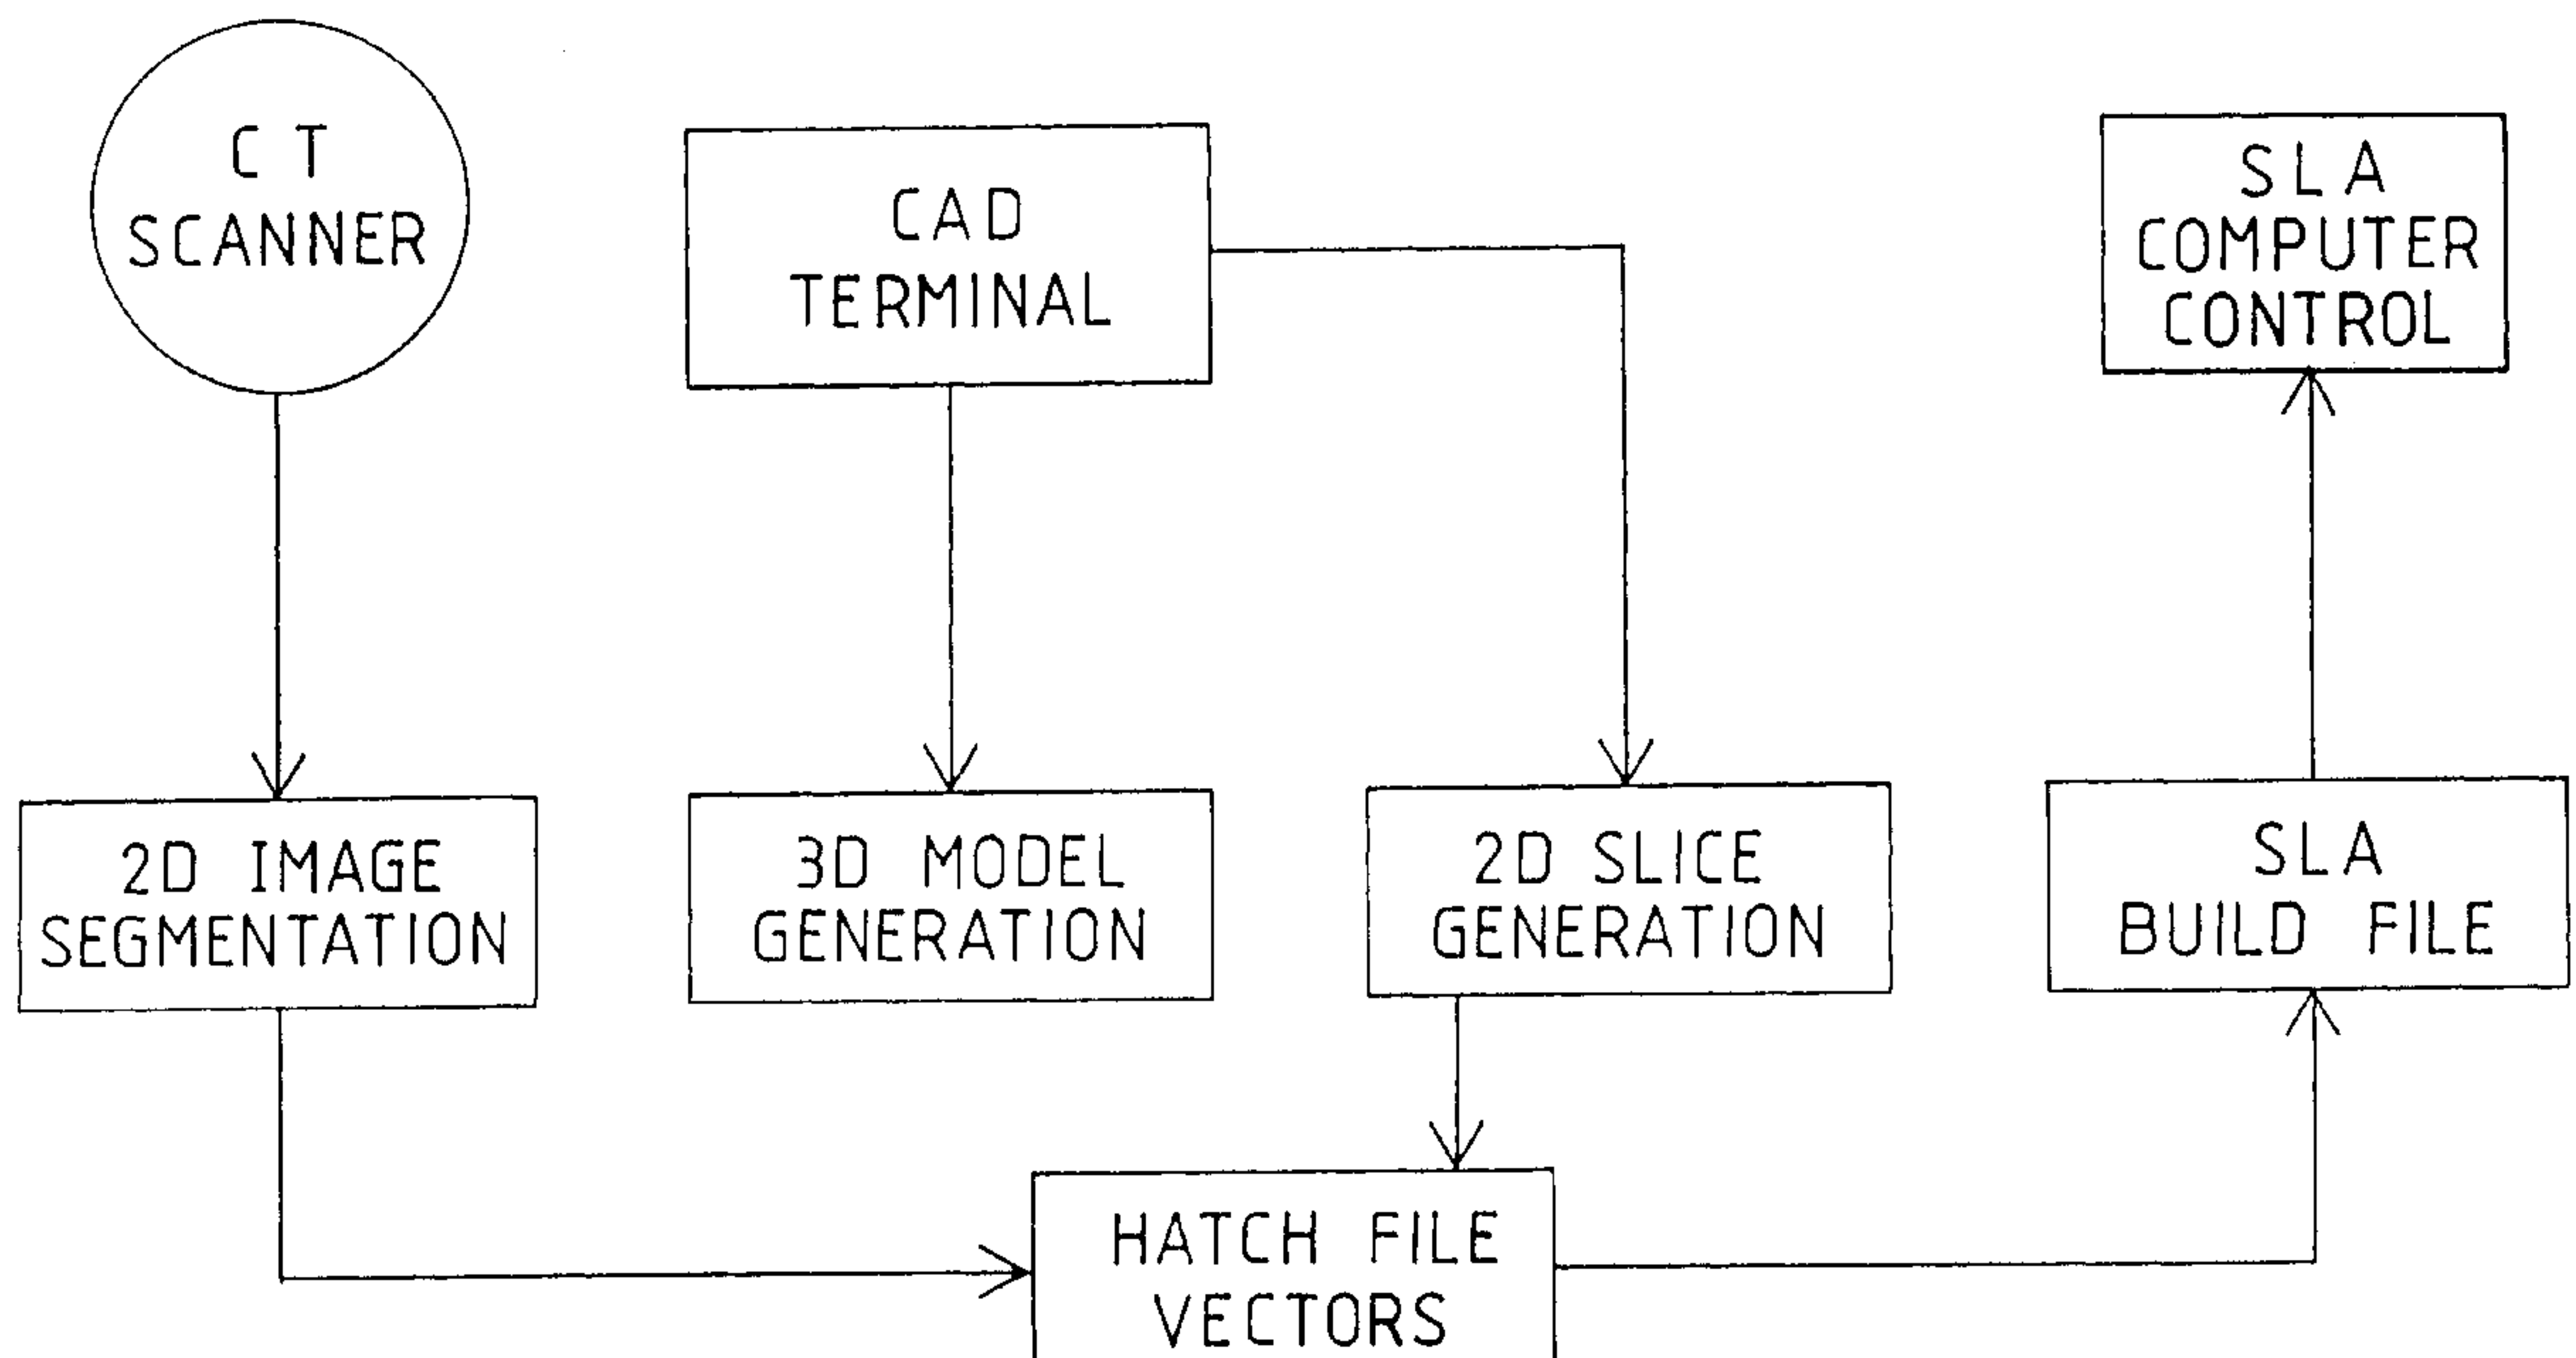 CT
SCANNER
CAD
TERMINAL
SLA
COMPUTER
CONTROL
2D IMAGE
SEGMENTATION
3D MODEL
GENERATION
2D SLICE
GENERATION
SLA
BUILD FILE
HATCH FILE
VECTORS